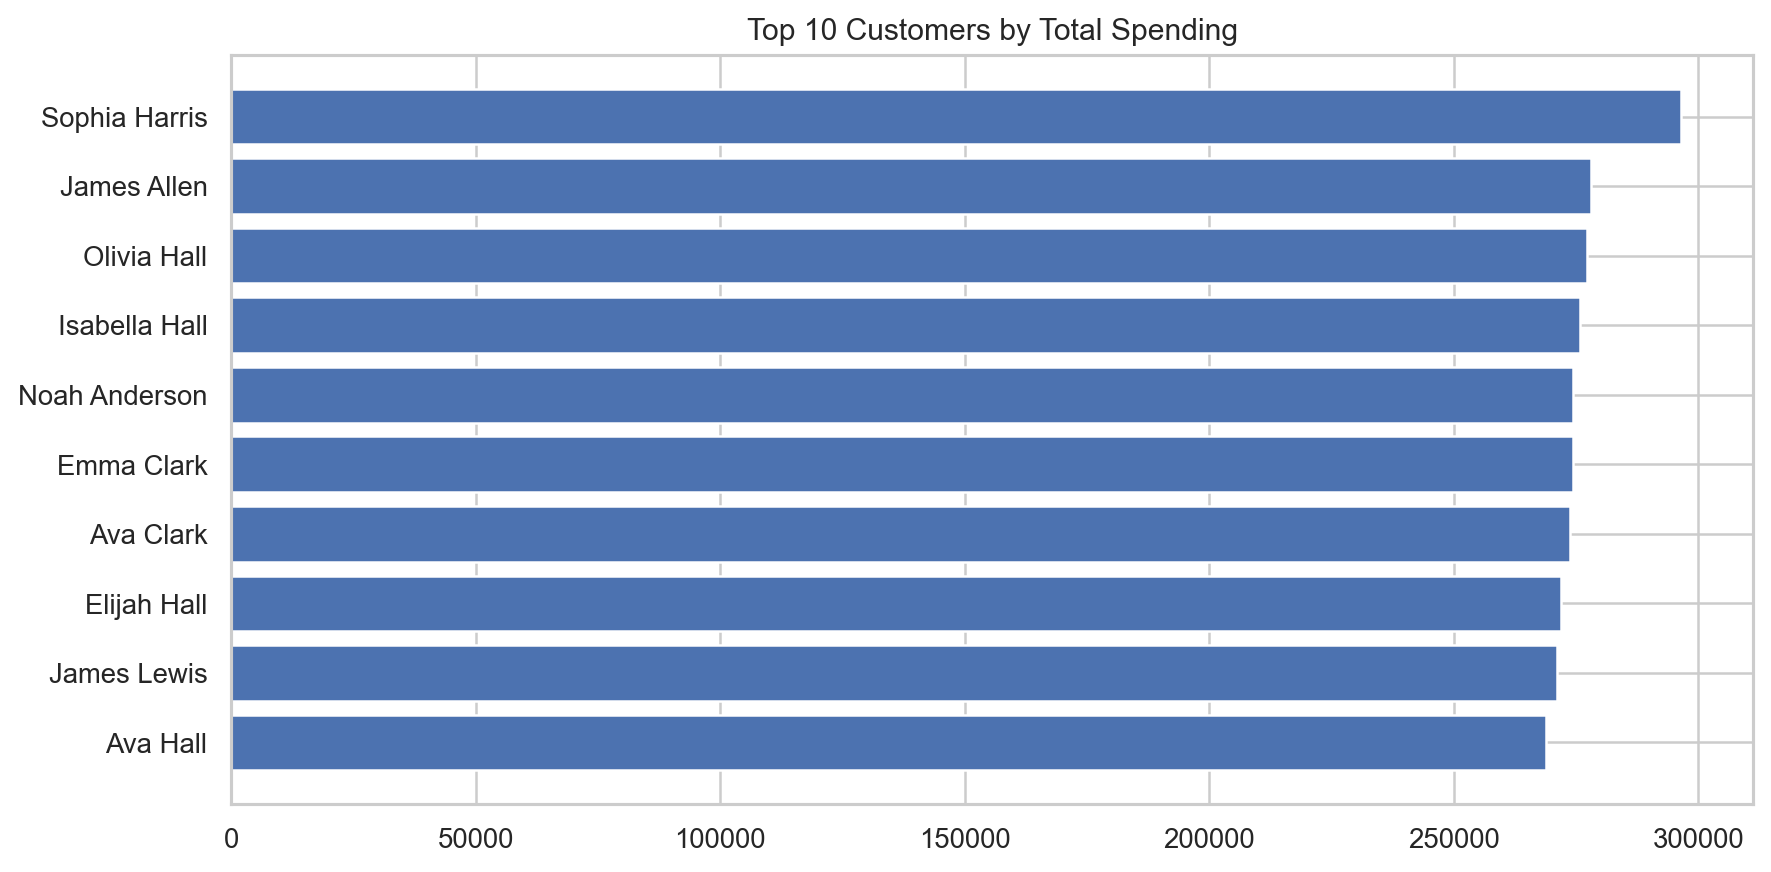 Top 10 Customers by Total Spending
Sophia Harris
James Allen
Olivia Hall
Isabella Hall
Noah Anderson
Emma Clark
Ava Clark
Elijah Hall
James Lewis
Ava Hall
0 50000 100000 150000 200000 250000 300000